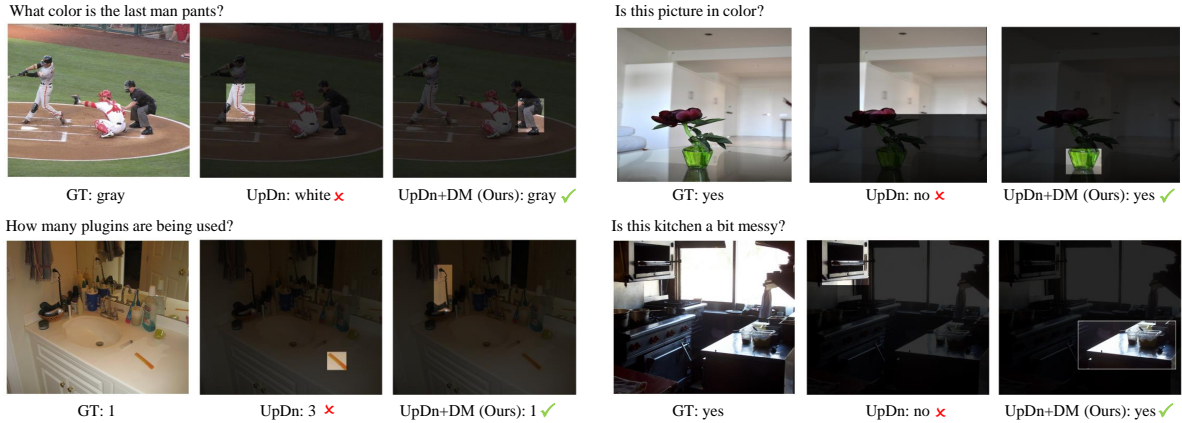 What color is the last man pants?
GT: gray
UpDn: white ✗
UpDn+DM (Ours): gray ✓
Is this picture in color?
GT: yes
UpDn: no ✗
UpDn+DM (Ours): yes ✓
How many plugins are being used?
GT: 1
UpDn: 3 ✗
UpDn+DM (Ours): 1 ✓
Is this kitchen a bit messy?
GT: yes
UpDn: no ✗
UpDn+DM (Ours): yes ✓